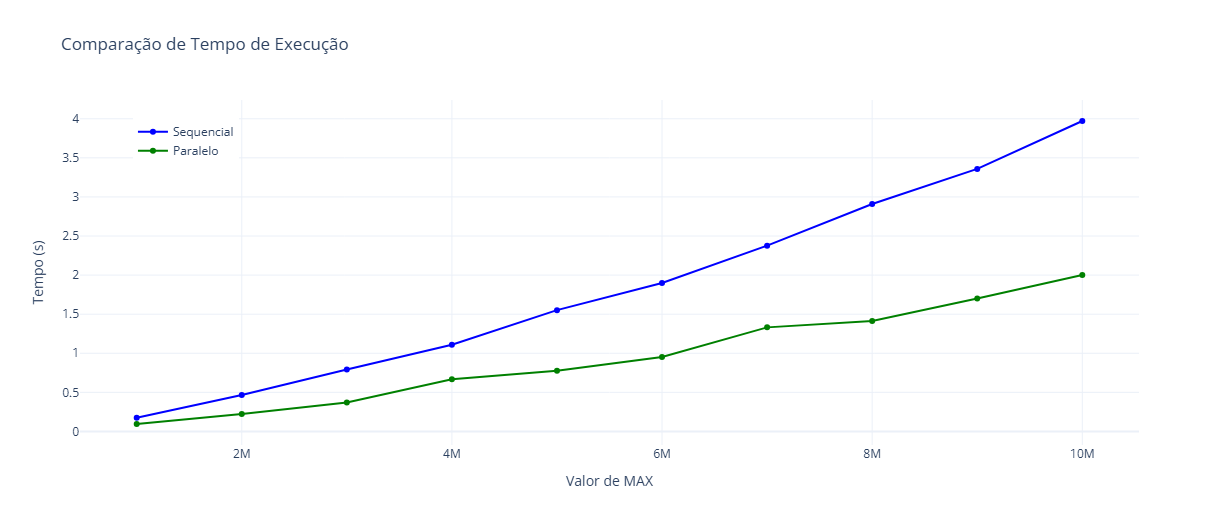 Comparação de Tempo de Execução
Sequencial
Paralelo
4
3.5
3
2.5
2
1.5
1
0.5
0
Tempo (s)
2M
4M
6M
8M
10M
Valor de MAX